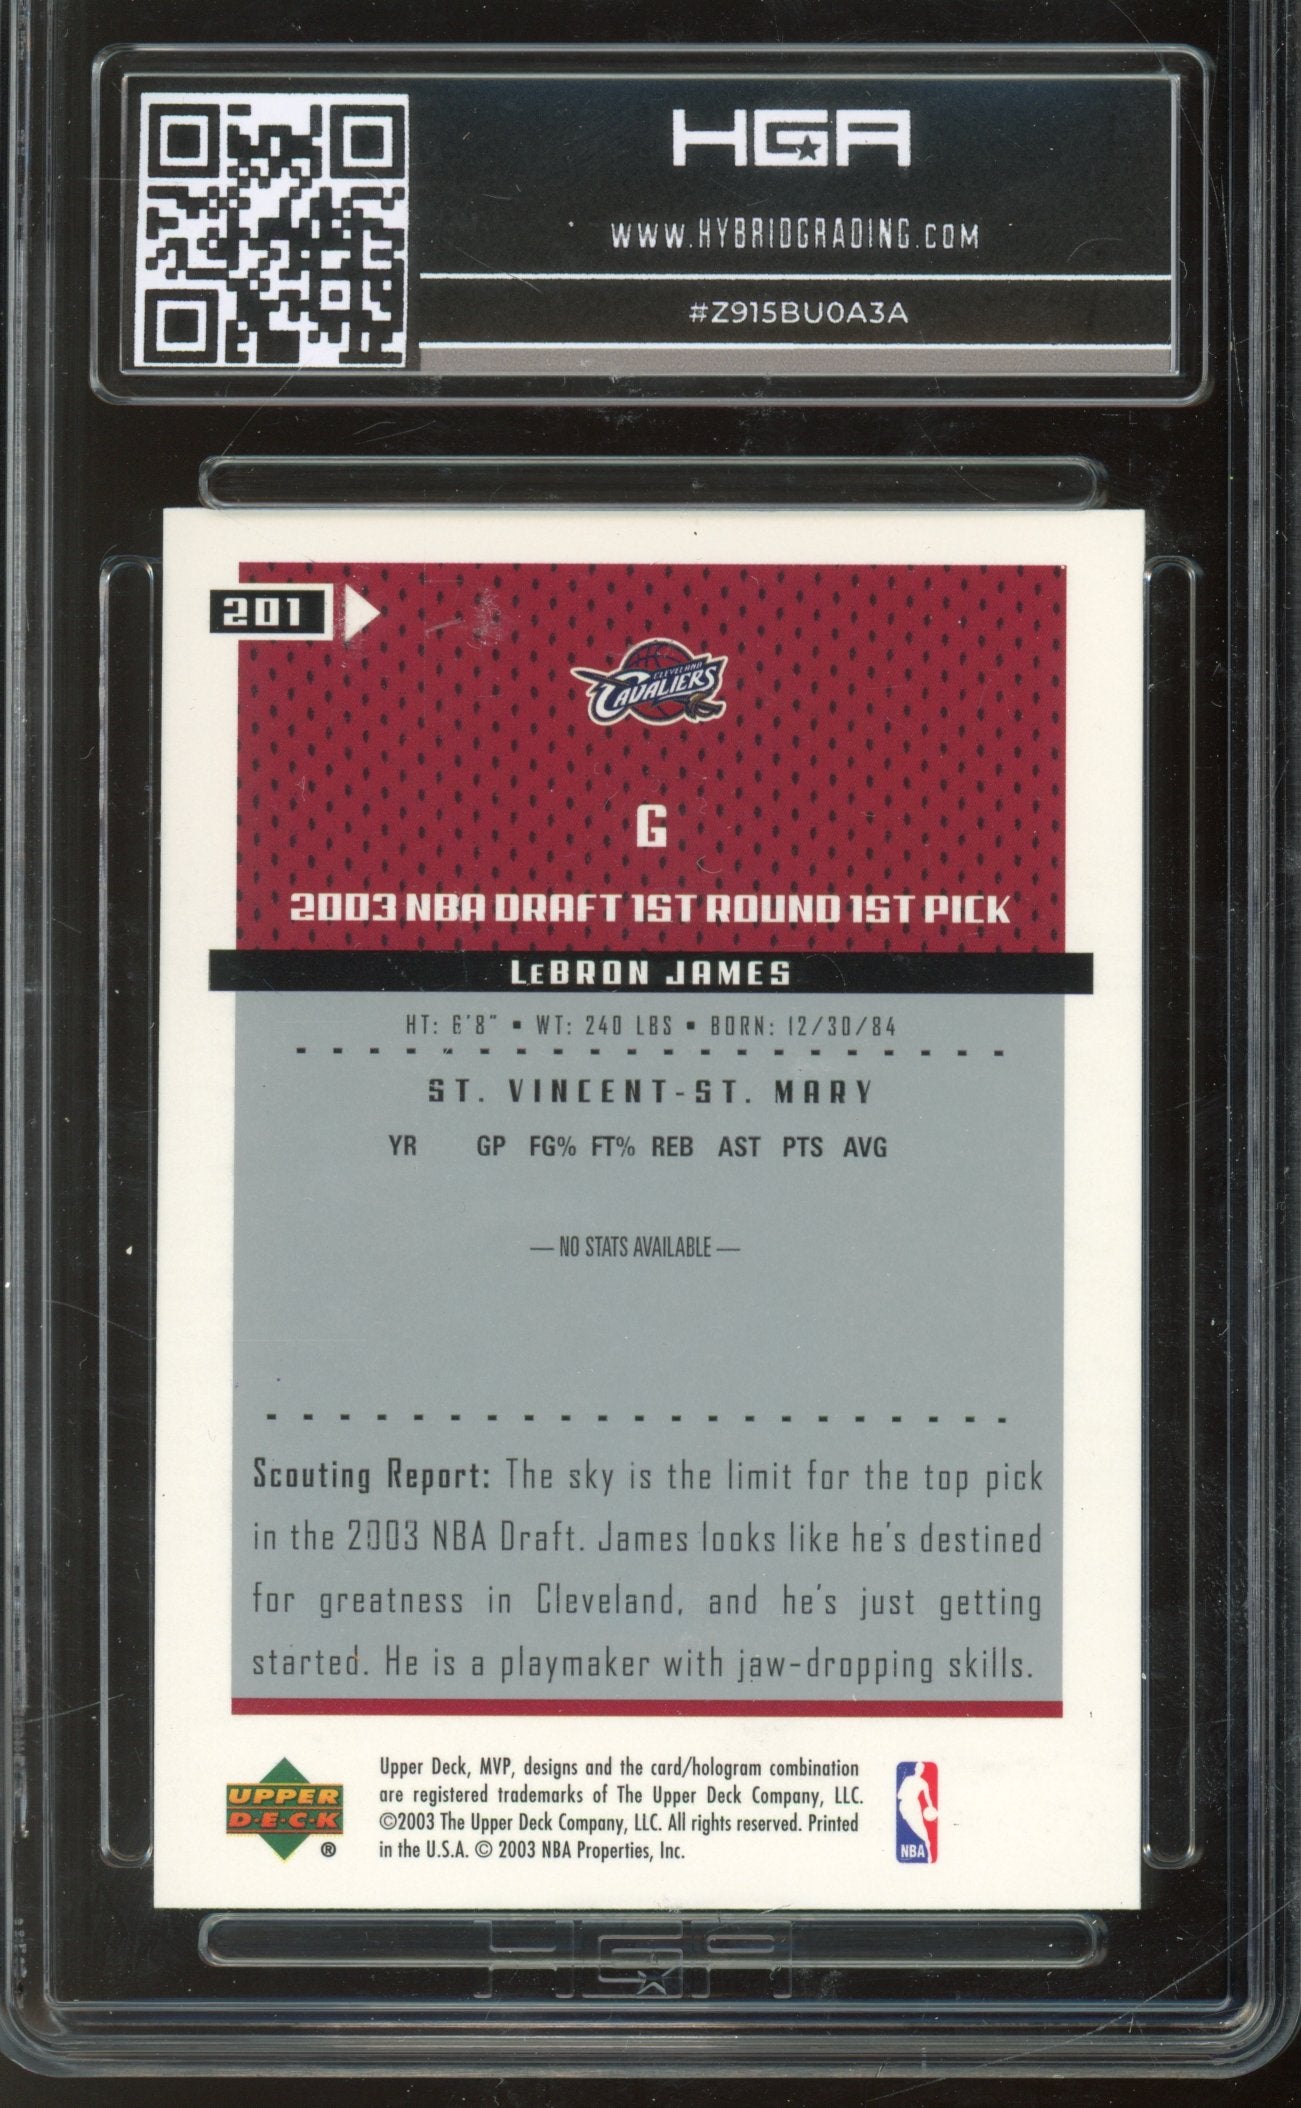 HGA
WWW.HYBRIDGRADING.COM
#Z915BU0A3A
201
CLEVELAND
CAVALIERS
G
2003 NBA DRAFT 1ST ROUND 1ST PICK
LeBRON JAMES
HT: 6'8" ▪ WT: 240 LBS ▪ BORN: 12/30/84
ST. VINCENT-ST. MARY
YR GP FG% FT% REB AST PTS AVG
— NO STATS AVAILABLE —
Scouting Report: The sky is the limit for the top pick
in the 2003 NBA Draft. James looks like he's destined
for greatness in Cleveland, and he's just getting
started. He is a playmaker with jaw-dropping skills.
UPPER
D·E·C·K
®
Upper Deck, MVP, designs and the card/hologram combination
are registered trademarks of The Upper Deck Company, LLC.
©2003 The Upper Deck Company, LLC. All rights reserved. Printed
in the U.S.A. © 2003 NBA Properties, Inc.
NBA
HGA